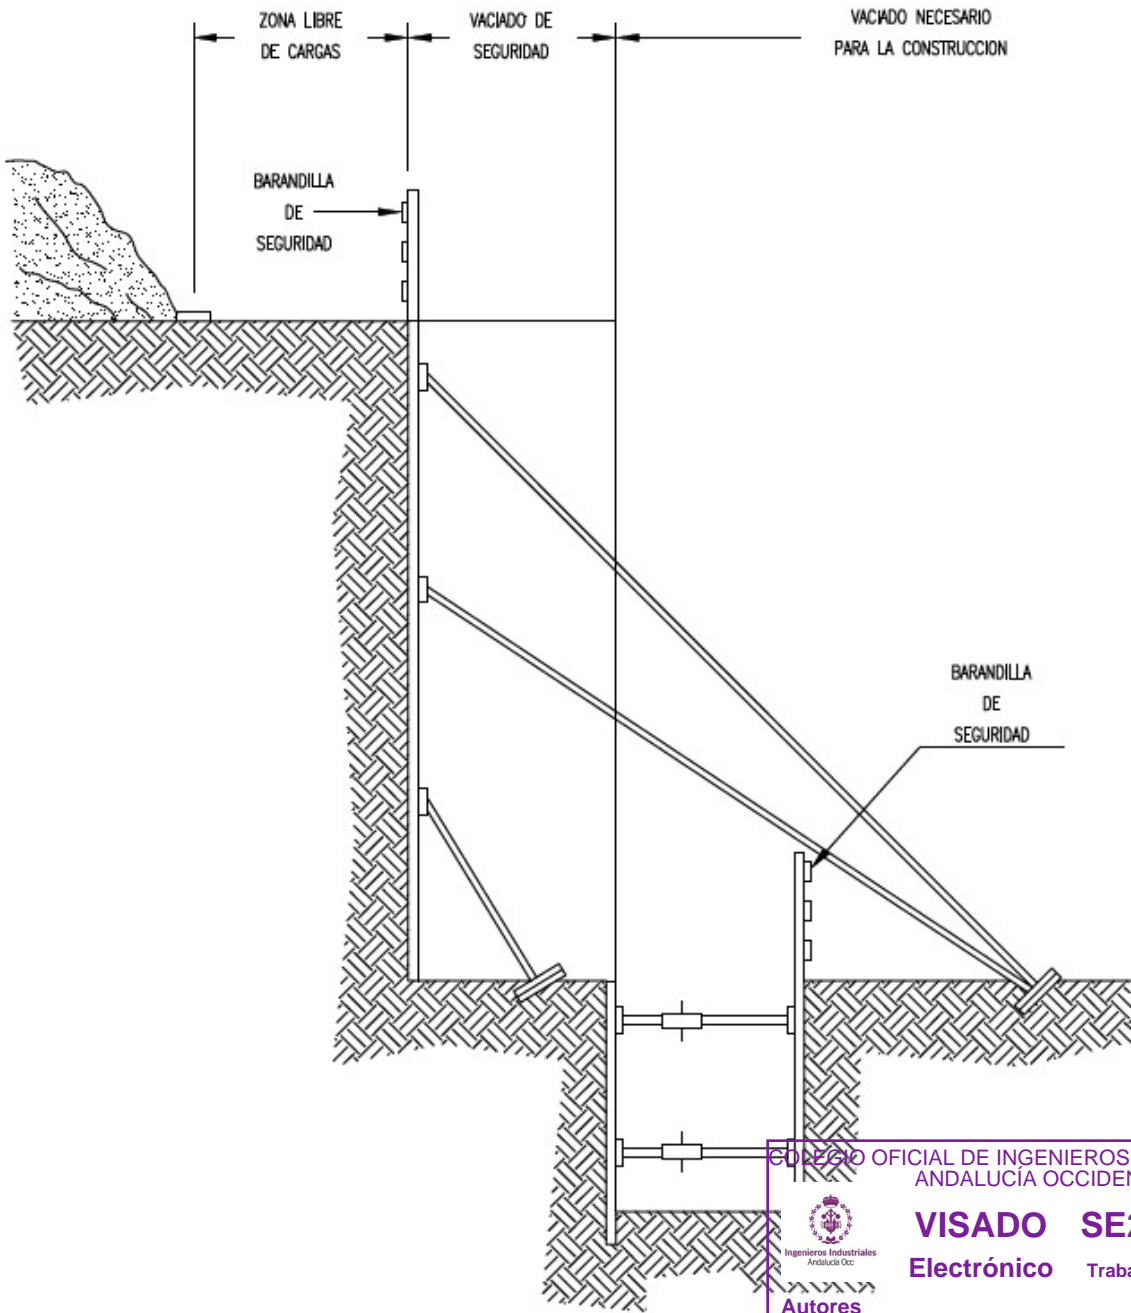 ZONA LIBRE
DE CARGAS
VACIADO DE
SEGURIDAD
VACIADO NECESARIO
PARA LA CONSTRUCCION
BARANDILLA
DE
SEGURIDAD
BARANDILLA
DE
SEGURIDAD
COLEGIO OFICIAL DE INGENIEROS
ANDALUCÍA
VISADO
Electrónico
Ingenieros Industriales
Andalucía Occ
Autores